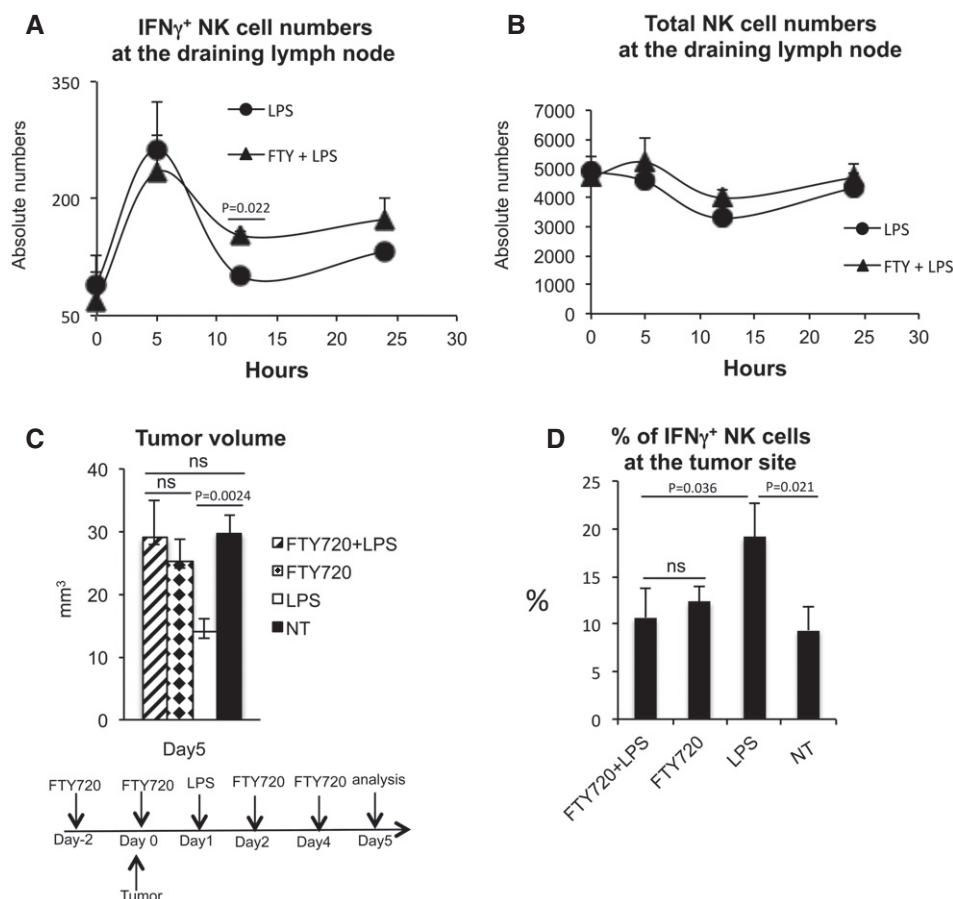 A
IFNγ+ NK cell numbers
at the draining lymph node
Absolute numbers
350
200
50
LPS
FTY + LPS
P=0.022
0 5 10 15 20 25 30
Hours
B
Total NK cell numbers
at the draining lymph node
Absolute numbers
7000
6000
5000
4000
3000
2000
1000
0
LPS
FTY + LPS
0 5 10 15 20 25 30
Hours
C
Tumor volume
ns
ns
P=0.0024
mm³
40
30
20
10
0
FTY720+LPS
FTY720
LPS
NT
Day5
FTY720 FTY720 LPS FTY720 FTY720 analysis
Day-2 Day 0 Day1 Day2 Day4 Day5
Tumor
D
% of IFNγ+ NK cells
at the tumor site
P=0.036 P=0.021
ns
%
25
20
15
10
5
0
FTY720+LPS
FTY720
LPS
NT